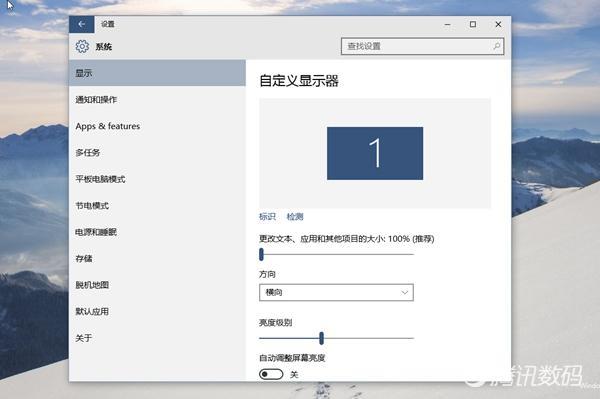 设置
系统
查找设置
显示
通知和操作
Apps & features
多任务
平板电脑模式
节电模式
电源和睡眠
存储
脱机地图
默认应用
关于
自定义显示器
1
标识 检测
更改文本、应用和其他项目的大小: 100% (推荐)
方向
横向
亮度级别
自动调整屏幕亮度
关
腾讯数码
Window